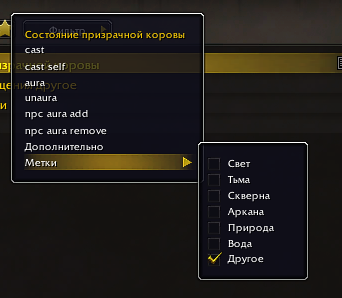 Фильтр
Состояние призрачной коровы
cast
cast self
aura
unaura
npc aura add
npc aura remove
Дополнительно
Метки
Свет
Тьма
Скверна
Аркана
Природа
Вода
Другое